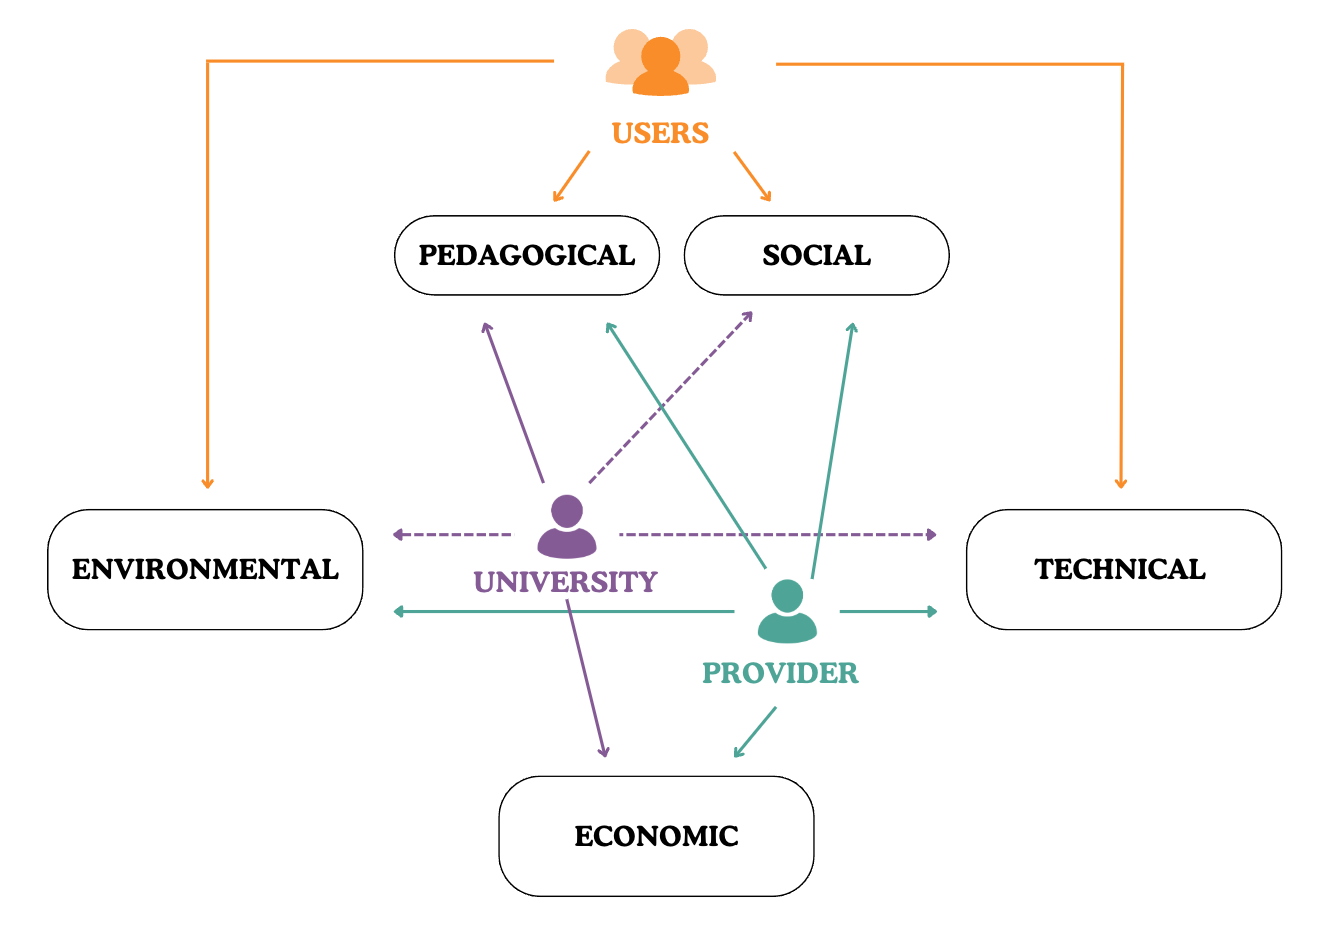 USERS
PEDAGOGICAL
SOCIAL
ENVIRONMENTAL
UNIVERSITY
TECHNICAL
PROVIDER
ECONOMIC